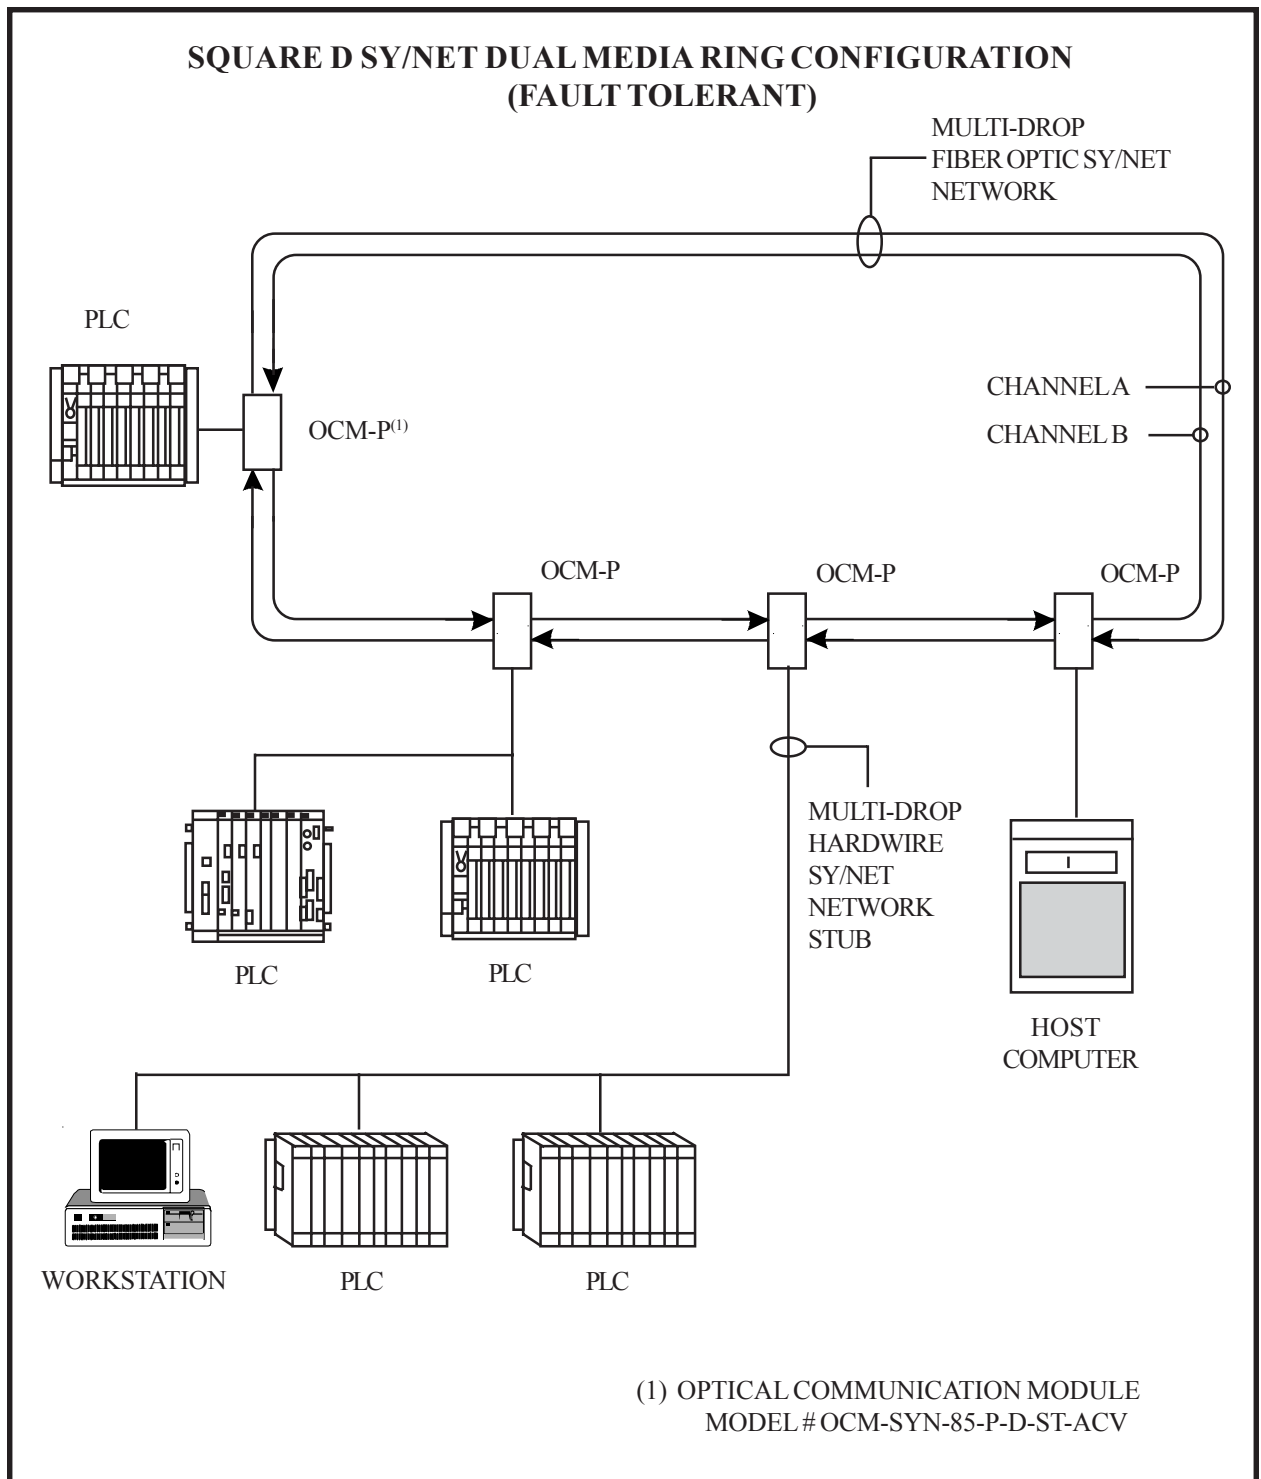 SQUARE D SY/NET DUAL MEDIA RING CONFIGURATION
(FAULT TOLERANT)
MULTI-DROP
FIBER OPTIC SY/NET
NETWORK
PLC
CHANNEL A
OCM-P(1)
CHANNEL B
OCM-P
OCM-P
OCM-P
MULTI-DROP
HARDWIRE
SY/NET
NETWORK
STUB
PLC
PLC
HOST
COMPUTER
WORKSTATION
PLC
PLC
(1) OPTICAL COMMUNICATION MODULE
MODEL # OCM-SYN-85-P-D-ST-ACV